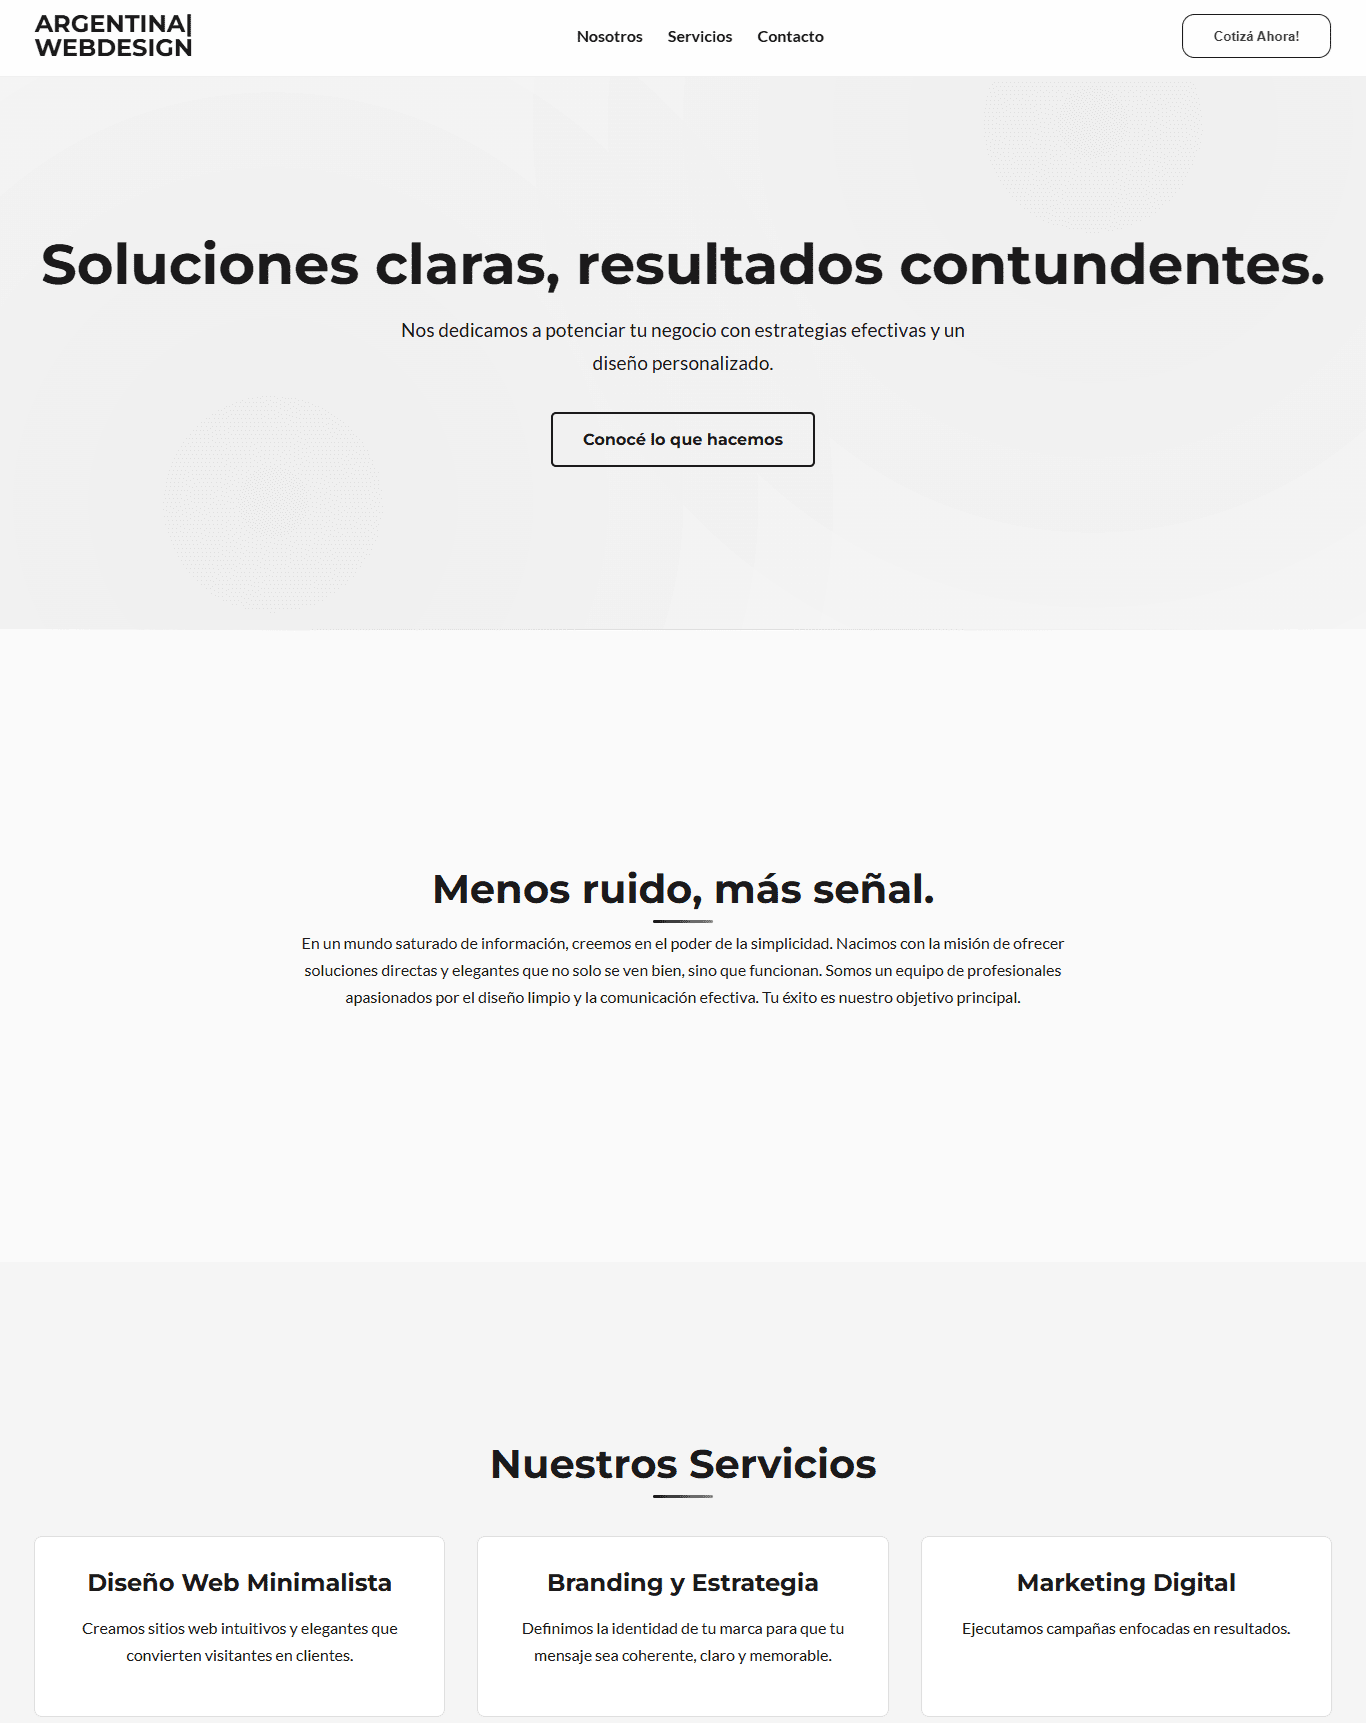 ARGENTINA|
WEBDESIGN
Nosotros Servicios Contacto
Cotizá Ahora!
Soluciones claras, resultados contundentes.
Nos dedicamos a potenciar tu negocio con estrategias efectivas y un
diseño personalizado.
Conocé lo que hacemos
Menos ruido, más señal.
En un mundo saturado de información, creemos en el poder de la simplicidad. Nacimos con la misión de ofrecer
soluciones directas y elegantes que no solo se ven bien, sino que funcionan. Somos un equipo de profesionales
apasionados por el diseño limpio y la comunicación efectiva. Tu éxito es nuestro objetivo principal.
Nuestros Servicios
Diseño Web Minimalista
Creamos sitios web intuitivos y elegantes que
convierten visitantes en clientes.
Branding y Estrategia
Definimos la identidad de tu marca para que tu
mensaje sea coherente, claro y memorable.
Marketing Digital
Ejecutamos campañas enfocadas en resultados.